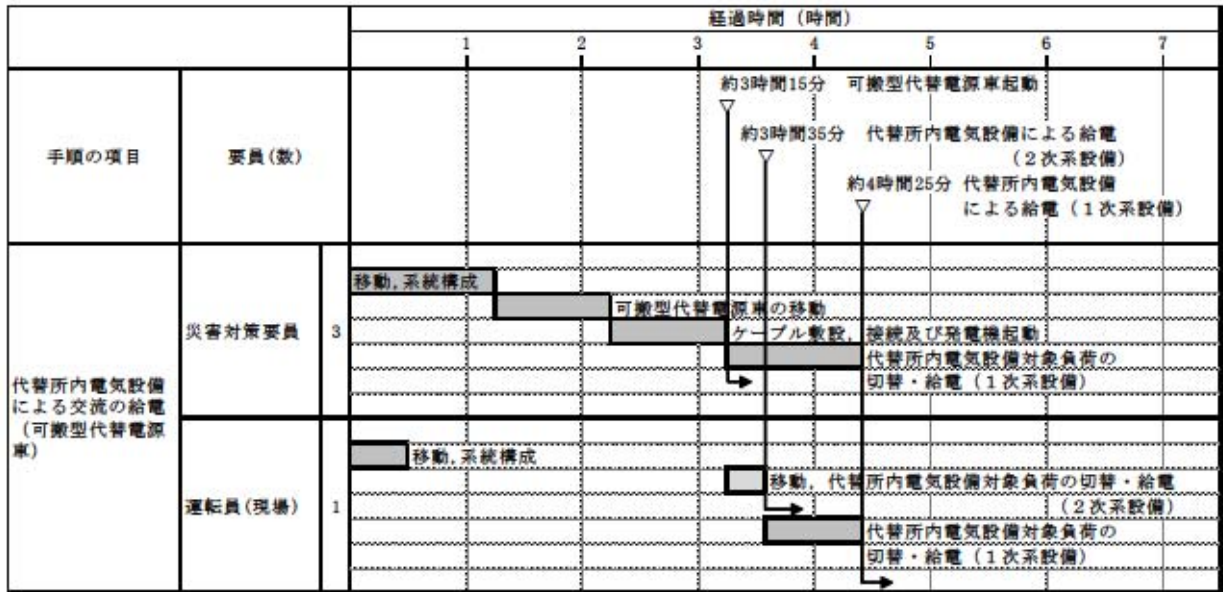 経過時間（時間）
1 2 3 4 5 6 7
手順の項目
要員(数)
約3時間15分 可搬型代替電源車起動
約3時間35分 代替所内電気設備による給電
（２次系設備）
約4時間25分 代替所内電気設備
による給電（１次系設備）
代替所内電気設備
による交流の給電
（可搬型代替電源
車）
災害対策要員
3
移動,系統構成
可搬型代替電源車の移動
ケーブル敷設，接続及び発電機起動
代替所内電気設備対象負荷の
切替・給電（１次系設備）
運転員(現場)
1
移動,系統構成
移動，代替所内電気設備対象負荷の切替・給電
（２次系設備）
代替所内電気設備対象負荷の
切替・給電（１次系設備）